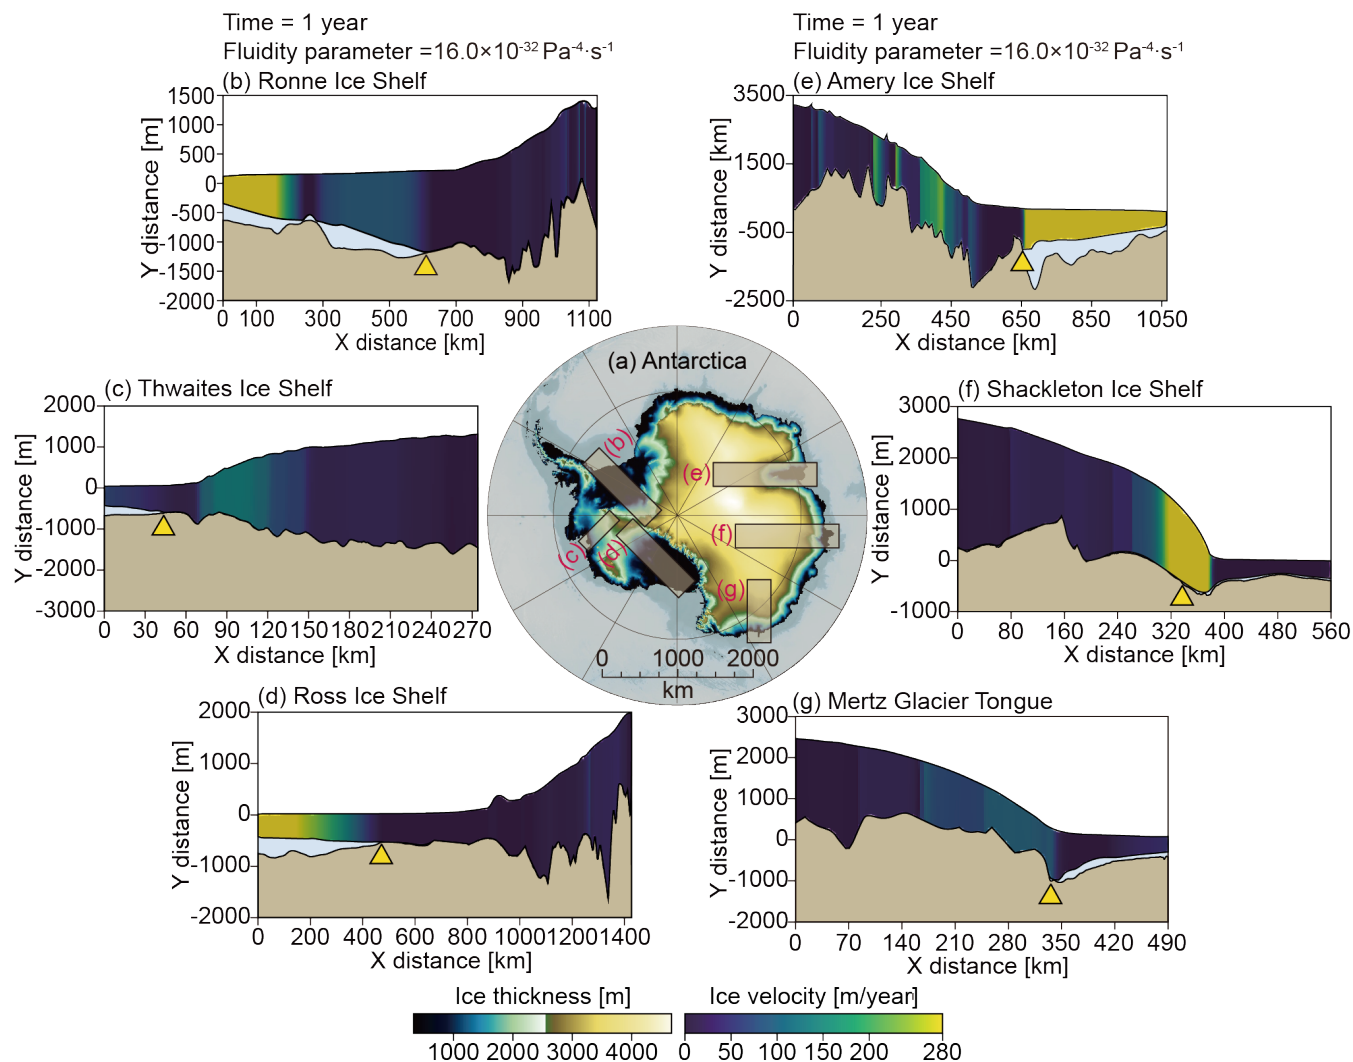 Time = 1 year
Fluidity parameter =16.0×10-32 Pa-4·s-1
(b) Ronne Ice Shelf
1500
1000
500
0
-500
-1000
-1500
-2000
Y distance [m]
0 100 300 500 700 900 1100
X distance [km]
Time = 1 year
Fluidity parameter =16.0×10-32 Pa-4·s-1
(e) Amery Ice Shelf
3500
1500
-500
-2500
Y distance [km]
0 250 450 650 850 1050
X distance [km]
(a) Antarctica
(b)
(e)
(f)
(c)
(d)
(g)
0 1000 2000
km
(c) Thwaites Ice Shelf
2000
1000
0
-1000
-2000
-3000
Y distance [m]
0 30 60 90 120 150 180 210 240 270
X distance [km]
(f) Shackleton Ice Shelf
3000
2000
1000
0
-1000
Y distance [m]
0 80 160 240 320 400 480 560
X distance [km]
(d) Ross Ice Shelf
2000
1000
0
-1000
-2000
Y distance [m]
0 200 400 600 800 1000 1200 1400
X distance [km]
(g) Mertz Glacier Tongue
3000
2000
1000
0
-1000
-2000
Y distance [m]
0 70 140 210 280 350 420 490
X distance [km]
Ice thickness [m]
1000 2000 3000 4000
Ice velocity [m/year]
0 50 100 150 200 280